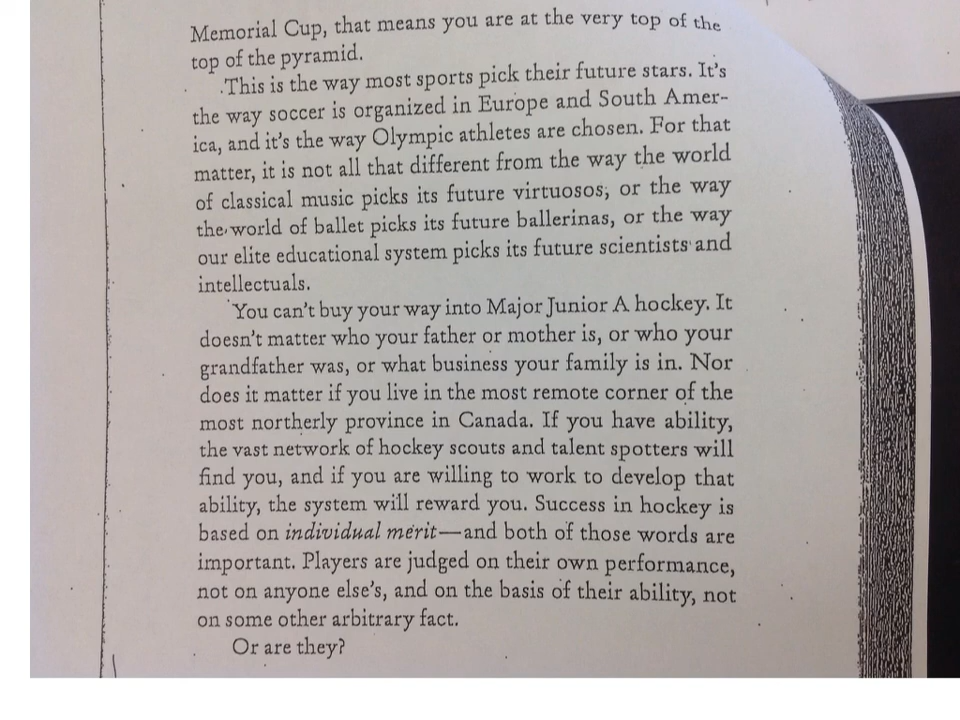 Memorial Cup, that means you are at the very top of the
top of the pyramid.
This is the way most sports pick their future stars. It's
the way soccer is organized in Europe and South Amer-
ica, and it's the way Olympic athletes are chosen. For that
matter, it is not all that different from the way the world
of classical music picks its future virtuosos, or the way
the world of ballet picks its future ballerinas, or the way
our elite educational system picks its future scientists and
intellectuals.
You can't buy your way into Major Junior A hockey. It
doesn't matter who your father or mother is, or who your
grandfather was, or what business your family is in. Nor
does it matter if you live in the most remote corner of the
most northerly province in Canada. If you have ability,
the vast network of hockey scouts and talent spotters will
find you, and if you are willing to work to develop that
ability, the system will reward you. Success in hockey is
based on individual merit—and both of those words are
important. Players are judged on their own performance,
not on anyone else's, and on the basis of their ability, not
on some other arbitrary fact.
Or are they?